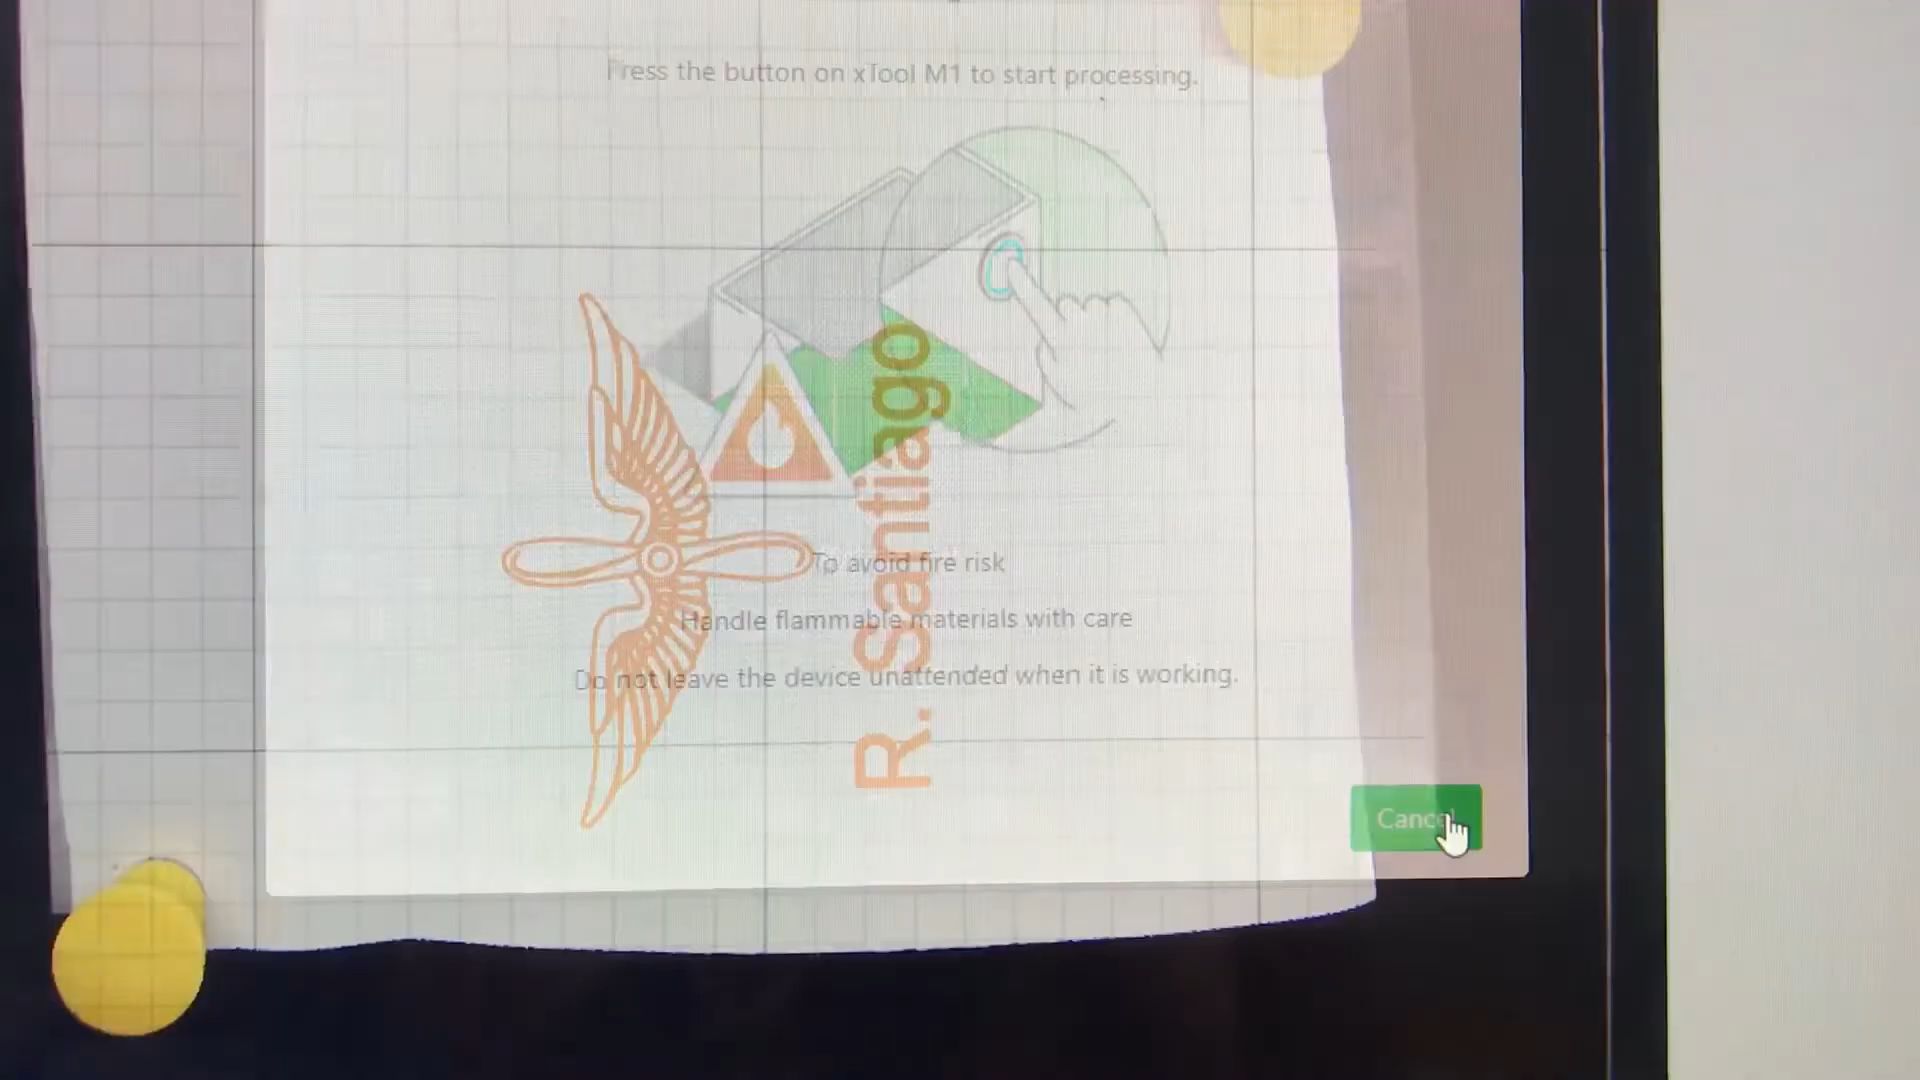 Press the button on xTool M1 to start processing.
R. Santiago
To avoid fire risk
Handle flammable materials with care
Do not leave the device unattended when it is working.
Cancel